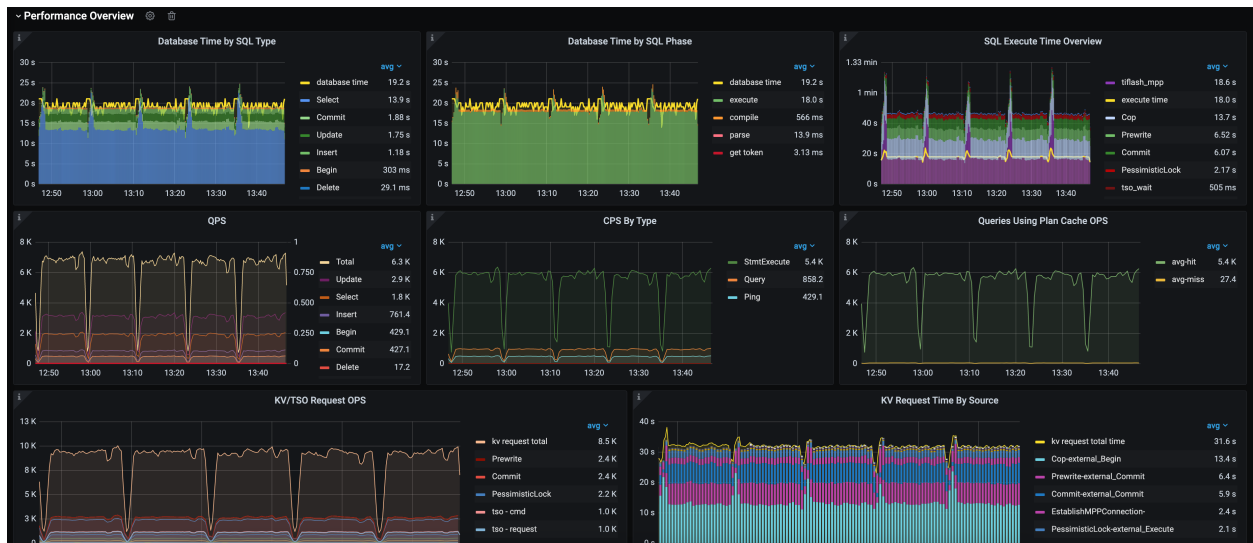 Performance Overview
Database Time by SQL Type
30 s
25 s
20 s
15 s
10 s
5 s
0 s
12:50 13:00 13:10 13:20 13:30 13:40
avg
database time 19.2 s
Select 13.9 s
Commit 1.88 s
Update 1.75 s
Insert 1.18 s
Begin 303 ms
Delete 29.1 ms
Database Time by SQL Phase
30 s
25 s
20 s
15 s
10 s
5 s
0 s
12:50 13:00 13:10 13:20 13:30 13:40
avg
database time 19.2 s
execute 18.0 s
compile 566 ms
parse 13.9 ms
get token 3.13 ms
SQL Execute Time Overview
1.33 min
1 min
40 s
20 s
0 s
12:50 13:00 13:10 13:20 13:30 13:40
avg
tiflash_mpp 18.6 s
execute time 18.0 s
Cop 13.7 s
Prewrite 6.52 s
Commit 6.07 s
PessimisticLock 2.17 s
tso_wait 505 ms
QPS
8 K
6 K
4 K
2 K
0
1
0.750
0.500
0.250
0
12:50 13:00 13:10 13:20 13:30 13:40
avg
Total 6.3 K
Update 2.9 K
Select 1.8 K
Insert 761.4
Begin 429.1
Commit 427.1
Delete 17.2
CPS By Type
8 K
6 K
4 K
2 K
0
12:50 13:00 13:10 13:20 13:30 13:40
avg
StmtExecute 5.4 K
Query 858.2
Ping 429.1
Queries Using Plan Cache OPS
8 K
6 K
4 K
2 K
0
12:50 13:00 13:10 13:20 13:30 13:40
avg
avg-hit 5.4 K
avg-miss 27.4
KV/TSO Request OPS
13 K
10 K
8 K
5 K
3 K
0
avg
kv request total 8.5 K
Prewrite 2.4 K
Commit 2.4 K
PessimisticLock 2.2 K
tso - cmd 1.0 K
tso - request 1.0 K
KV Request Time By Source
40 s
30 s
20 s
10 s
0 s
avg
kv request total time 31.6 s
Cop-external_Begin 13.4 s
Prewrite-external_Commit 6.4 s
Commit-external_Commit 5.9 s
EstablishMPPConnection- 2.4 s
PessimisticLock-external_Execute 2.1 s